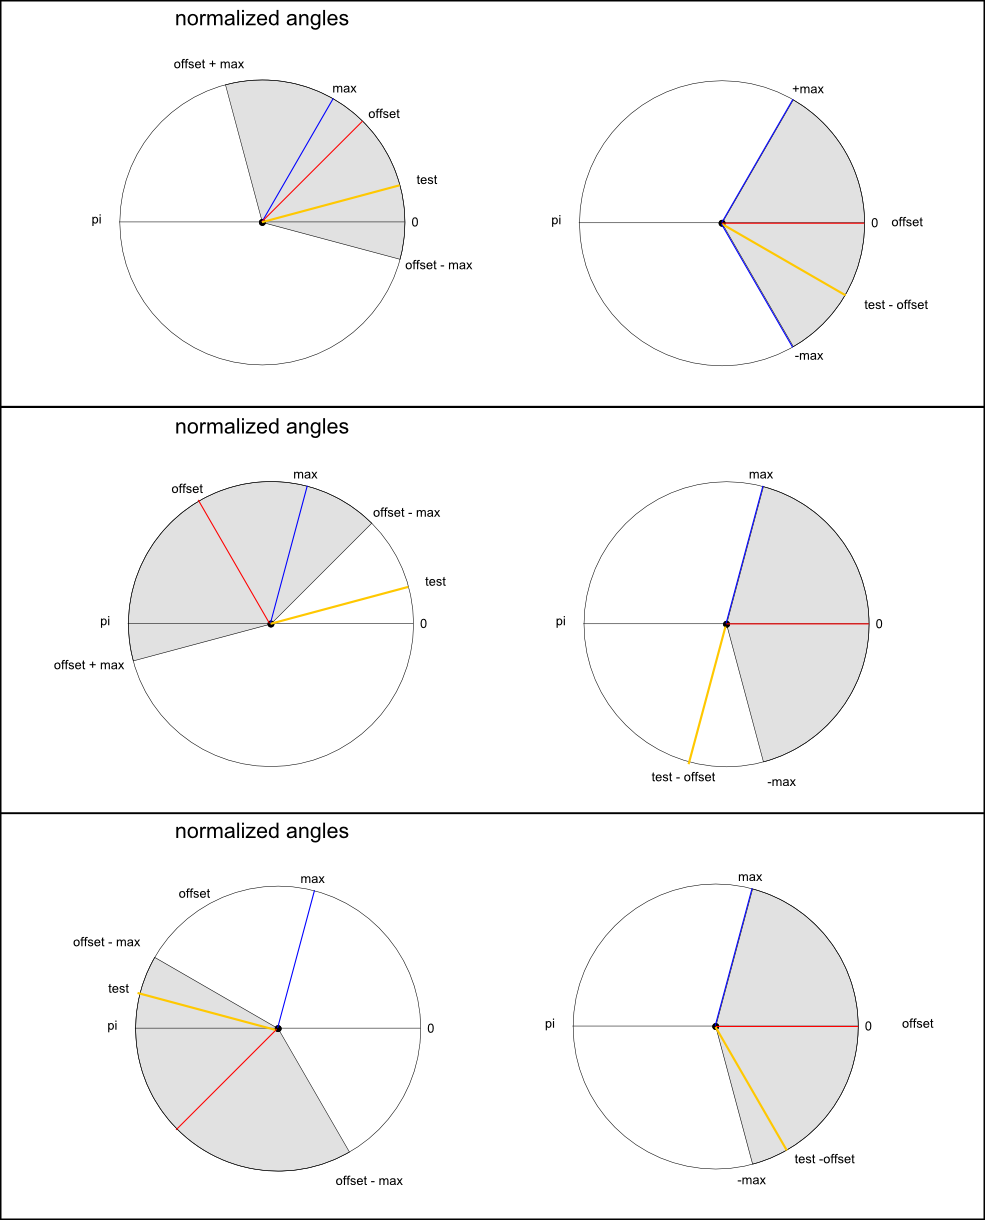 normalized angles
offset + max
max
offset
test
pi
0
offset - max
+max
pi
0
offset
test - offset
-max
normalized angles
offset
max
offset - max
test
pi
0
offset + max
max
pi
0
test - offset
-max
normalized angles
offset
max
offset - max
test
pi
0
offset - max
max
pi
0
offset
test -offset
-max